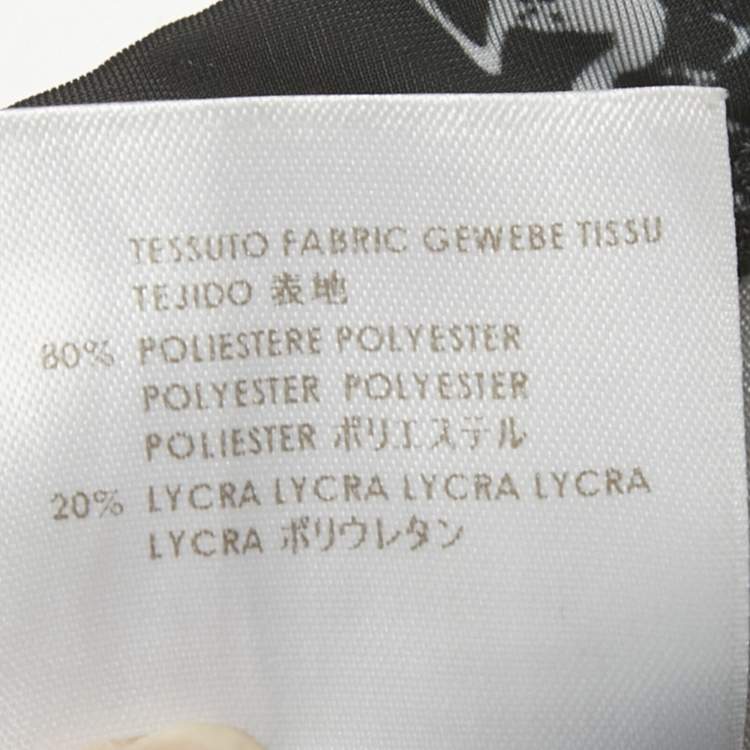 TESSUTO FABRIC GEWEBE TISSU
TEJIDO 表地
80% POLIESTERE POLYESTER
POLYESTER POLYESTER
POLIESTER ポリエステル
20% LYCRA LYCRA LYCRA LYCRA
LYCRA ポリウレタン